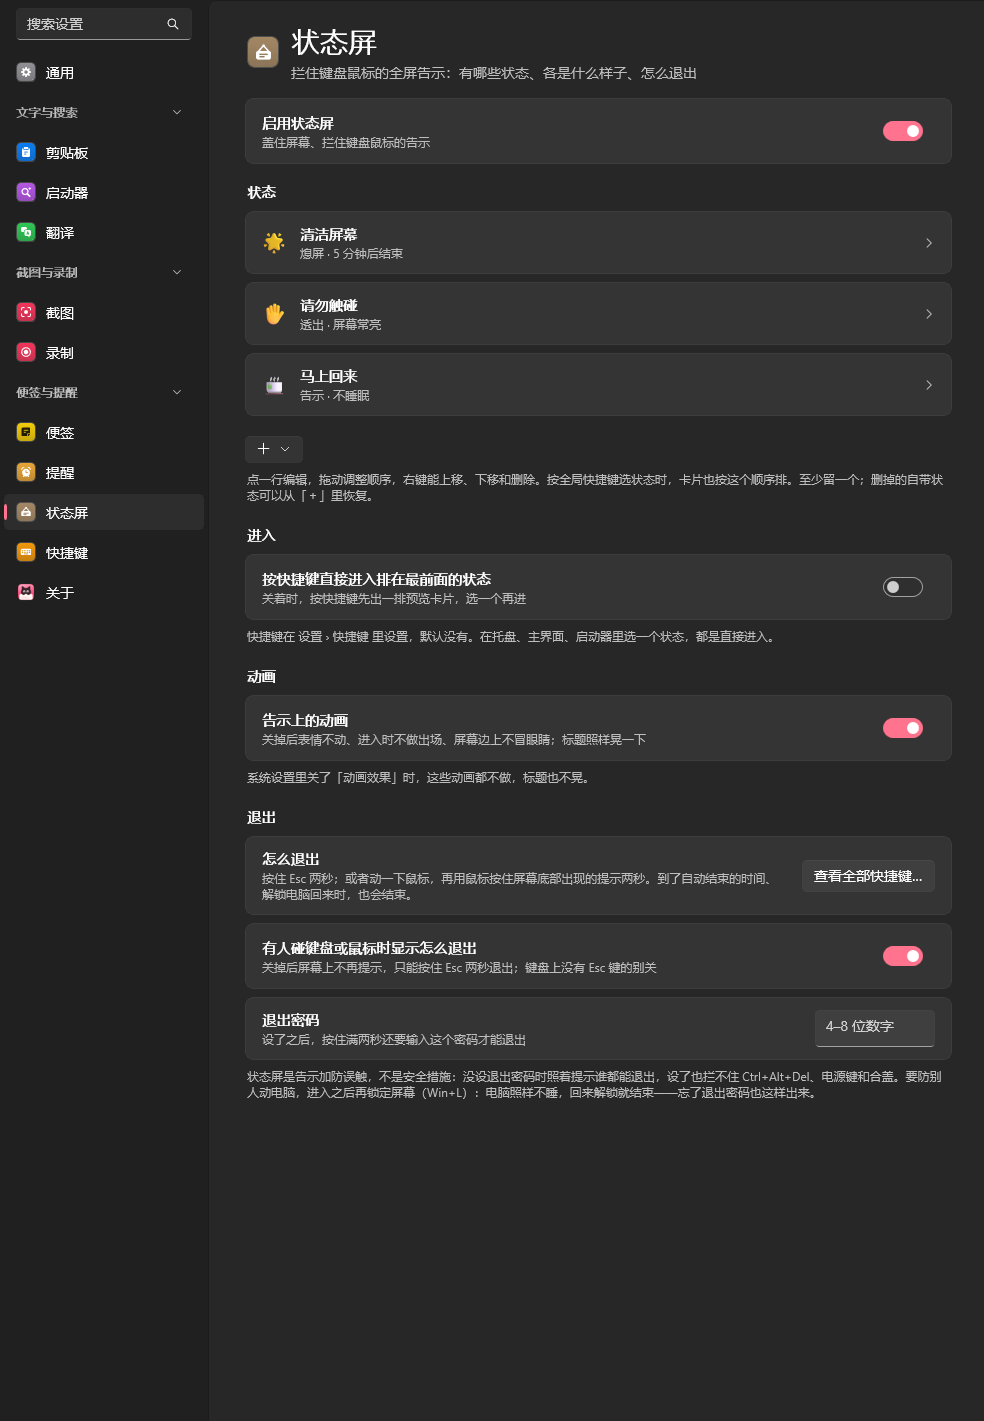 搜索设置
通用
文字与搜索
剪贴板
启动器
翻译
截图与录制
截图
录制
便签与提醒
便签
提醒
状态屏
快捷键
关于
状态屏
拦住键盘鼠标的全屏告示：有哪些状态、各是什么样子、怎么退出
启用状态屏
盖住屏幕、拦住键盘鼠标的告示
状态
清洁屏幕
熄屏 · 5 分钟后结束
请勿触碰
透出 · 屏幕常亮
马上回来
告示 · 不睡眠
点一行编辑，拖动调整顺序，右键能上移、下移和删除。按全局快捷键选状态时，卡片也按这个顺序排。至少留一个；删掉的自带状
态可以从「＋」里恢复。
进入
按快捷键直接进入排在最前面的状态
关着时，按快捷键先出一排预览卡片，选一个再进
快捷键在 设置 › 快捷键 里设置，默认没有。在托盘、主界面、启动器里选一个状态，都是直接进入。
动画
告示上的动画
关掉后表情不动、进入时不做出场、屏幕边上不冒眼睛；标题照样晃一下
系统设置里关了「动画效果」时，这些动画都不做，标题也不晃。
退出
怎么退出
按住 Esc 两秒；或者动一下鼠标，再用鼠标按住屏幕底部出现的提示两秒。到了自动结束的时间、
解锁电脑回来时，也会结束。
查看全部快捷键...
有人碰键盘或鼠标时显示怎么退出
关掉后屏幕上不再提示，只能按住 Esc 两秒退出；键盘上没有 Esc 键的别关
退出密码
设了之后，按住满两秒还要输入这个密码才能退出
4–8 位数字
状态屏是告示加防误触，不是安全措施：没设退出密码时照着提示谁都能退出，设了也拦不住 Ctrl+Alt+Del、电源键和合盖。要防别
人动电脑，进入之后再锁定屏幕（Win+L）：电脑照样不睡，回来解锁就结束——忘了退出密码也这样出来。